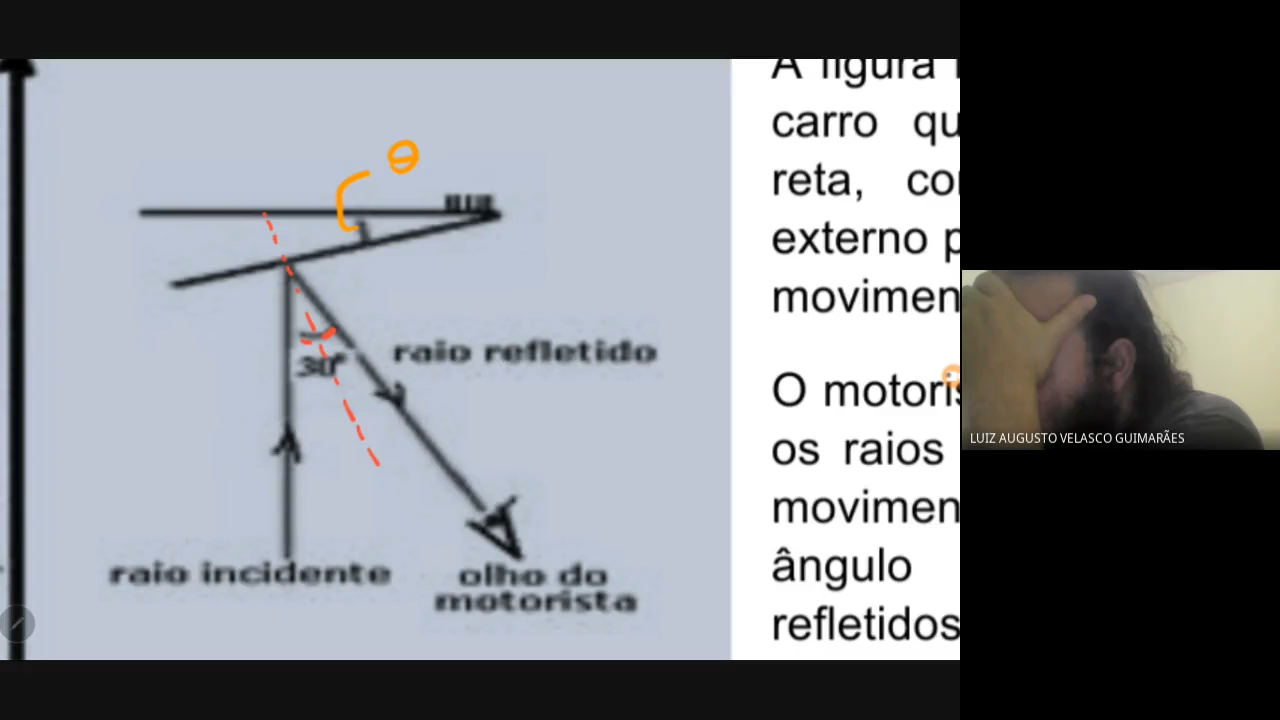 θ
30°
raio refletido
raio incidente
olho do
motorista
A figura
carro qu
reta, co
externo p
movimen
O motoris
os raios
movimen
ângulo
refletidos
LUIZ AUGUSTO VELASCO GUIMARÃES